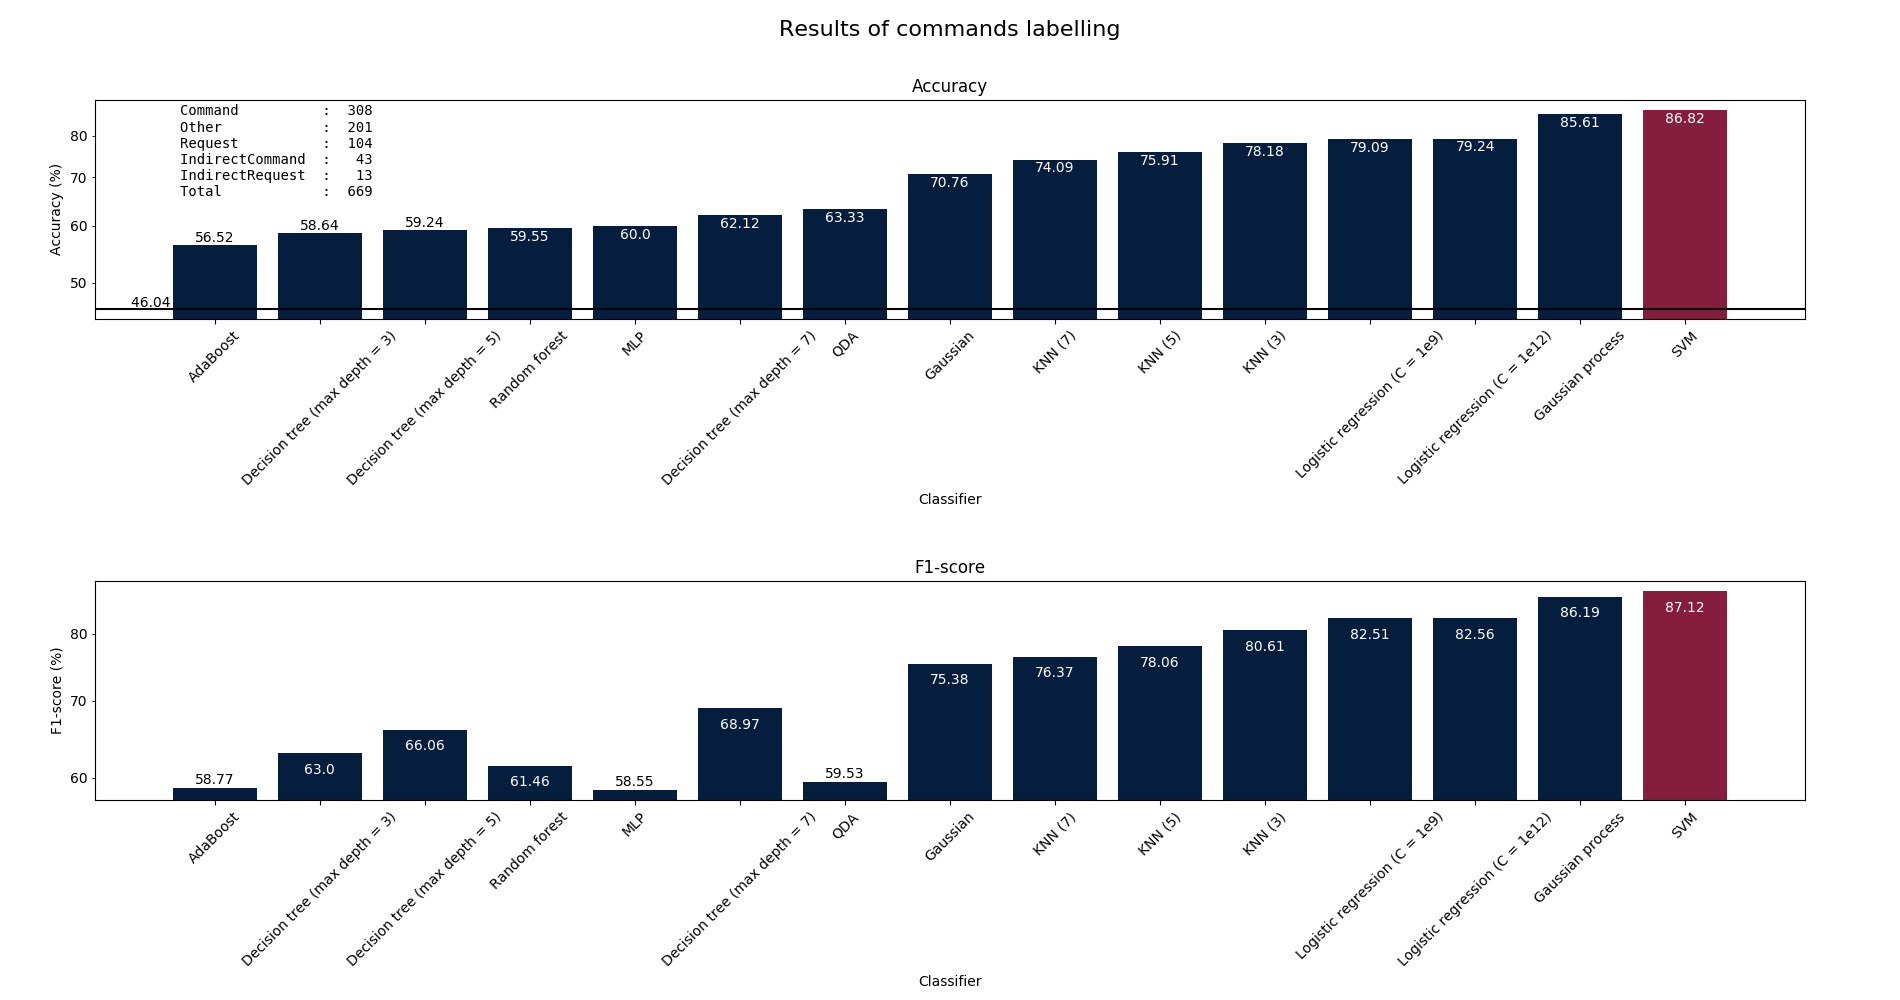 Results of commands labelling
Accuracy
Command          :  308
Other            :  201
Request          :  104
IndirectCommand  :   43
IndirectRequest  :   13
Total            :  669
Accuracy (%)
80
70
60
50
46.04
56.52
58.64
59.24
59.55
60.0
62.12
63.33
70.76
74.09
75.91
78.18
79.09
79.24
85.61
86.82
AdaBoost
Decision tree (max depth = 3)
Decision tree (max depth = 5)
Random forest
MLP
Decision tree (max depth = 7)
QDA
Gaussian
KNN (7)
KNN (5)
KNN (3)
Logistic regression (C = 1e9)
Logistic regression (C = 1e12)
Gaussian process
SVM
Classifier
F1-score
F1-score (%)
80
70
60
58.77
63.0
66.06
61.46
58.55
68.97
59.53
75.38
76.37
78.06
80.61
82.51
82.56
86.19
87.12
AdaBoost
Decision tree (max depth = 3)
Decision tree (max depth = 5)
Random forest
MLP
Decision tree (max depth = 7)
QDA
Gaussian
KNN (7)
KNN (5)
KNN (3)
Logistic regression (C = 1e9)
Logistic regression (C = 1e12)
Gaussian process
SVM
Classifier